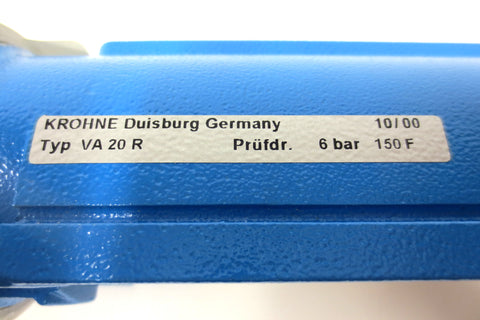 KROHNE Duisburg Germany 10/00
Typ VA 20 R Prüfdr. 6 bar 150 F